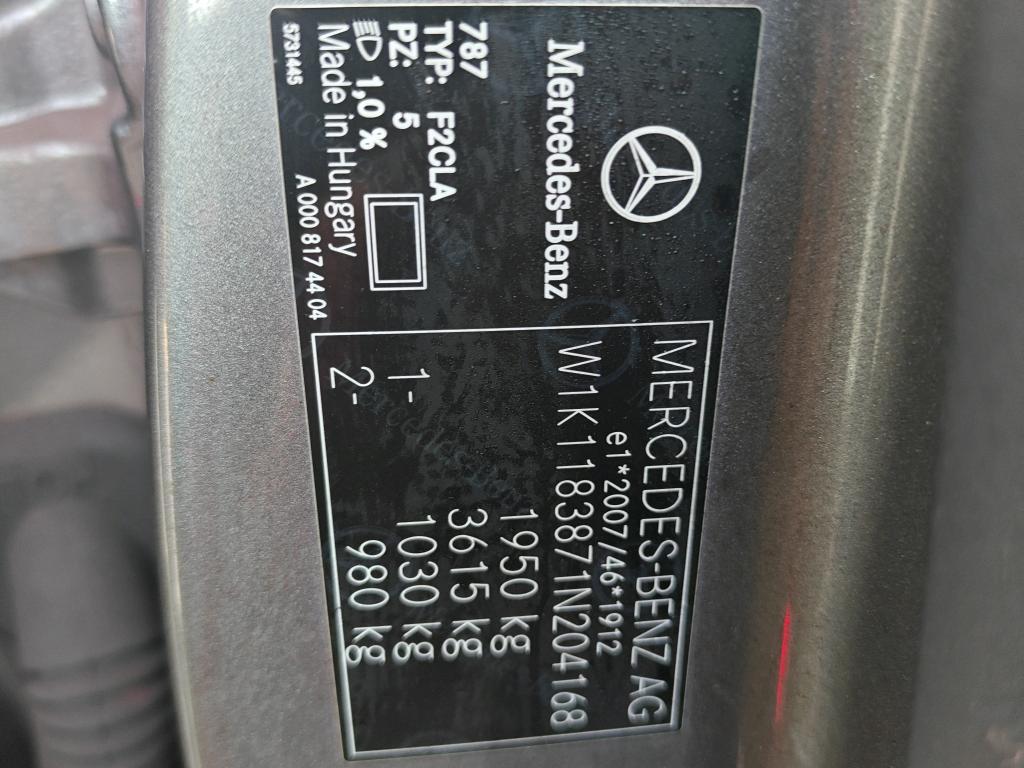 Mercedes-Benz
787
TYP: F2CLA
PZ: 5
1,0 %
Made in Hungary
5731445
A 000 817 44 04
MERCEDES-BENZ AG
e1*2007/46*1912
W1K1183871N204168
1950 kg
3615 kg
1- 1030 kg
2- 980 kg